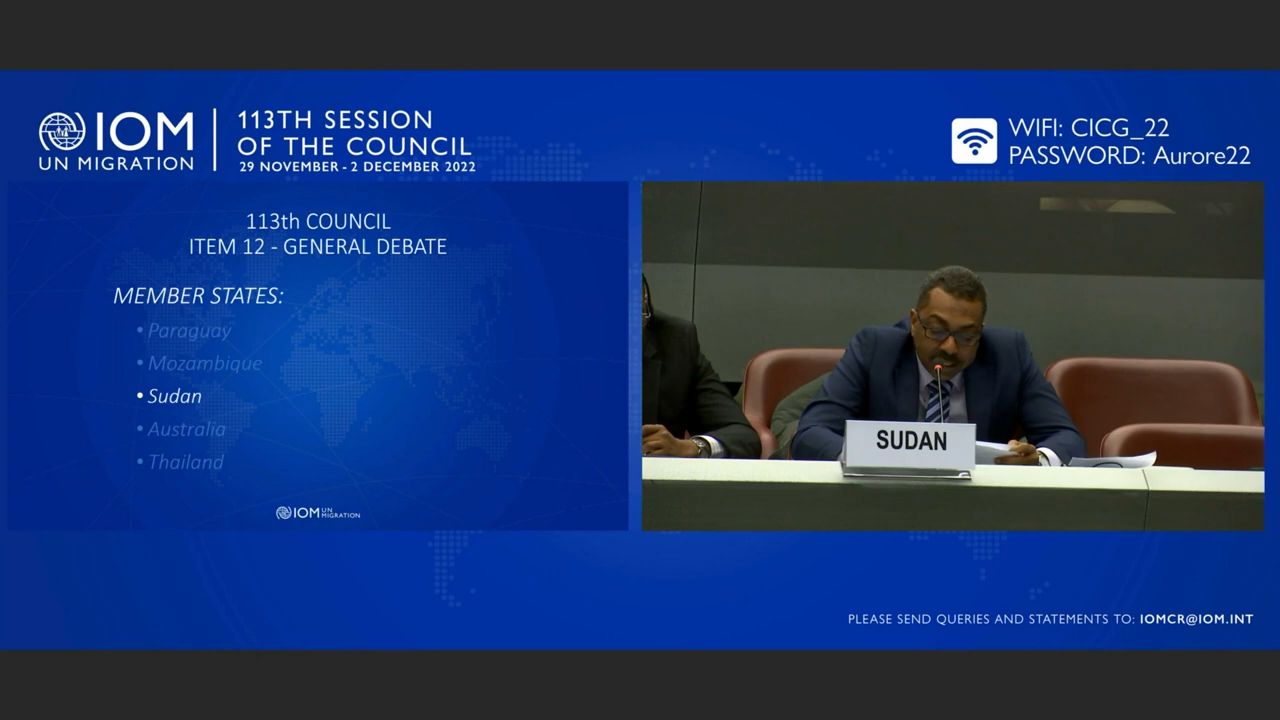 IOM
UN MIGRATION
113TH SESSION
OF THE COUNCIL
29 NOVEMBER - 2 DECEMBER 2022
WIFI: CICG_22
PASSWORD: Aurore22
113th COUNCIL
ITEM 12 - GENERAL DEBATE
MEMBER STATES:
• Paraguay
• Mozambique
• Sudan
• Australia
• Thailand
IOM UN
MIGRATION
SUDAN
PLEASE SEND QUERIES AND STATEMENTS TO: IOMCR@IOM.INT